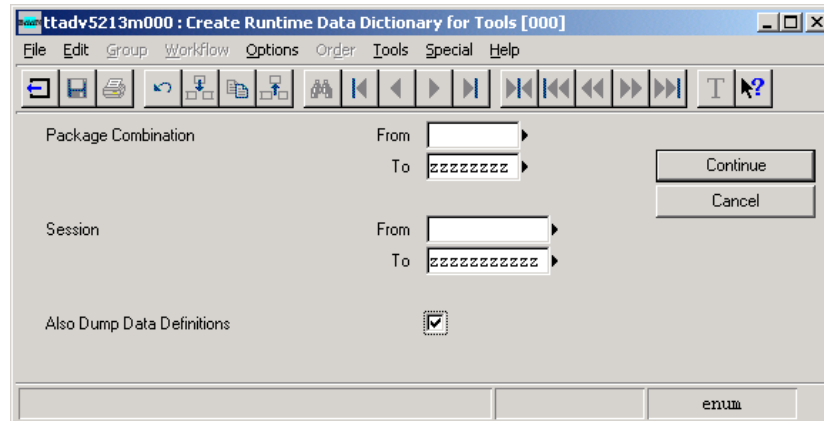 ttadv5213m000 : Create Runtime Data Dictionary for Tools [000]
File Edit Group Workflow Options Order Tools Special Help
T ?
Package Combination From
To zzzzzzzz
Continue
Cancel
Session From
To zzzzzzzzzzz
Also Dump Data Definitions
enum